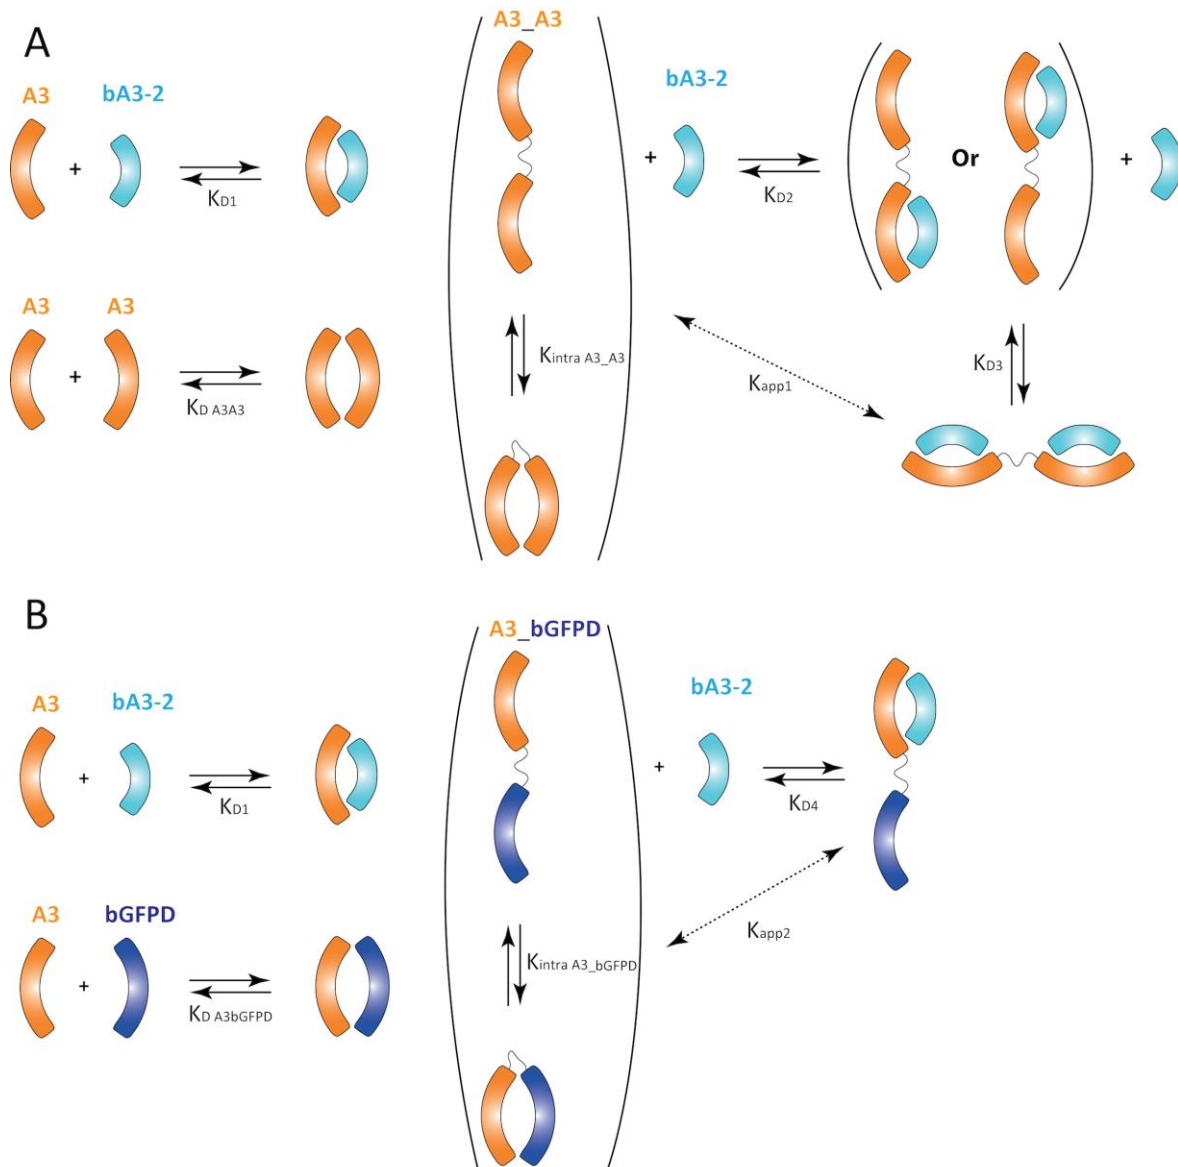 A
A3_A3
A3 bA3-2
+
KD1
bA3-2
+
KD2
Or
+
A3 A3
+
KD A3A3
Kintra A3_A3
Kapp1
KD3
B
A3_bGFPD
A3 bA3-2
+
KD1
bA3-2
+
KD4
A3 bGFPD
+
KD A3bGFPD
Kintra A3_bGFPD
Kapp2